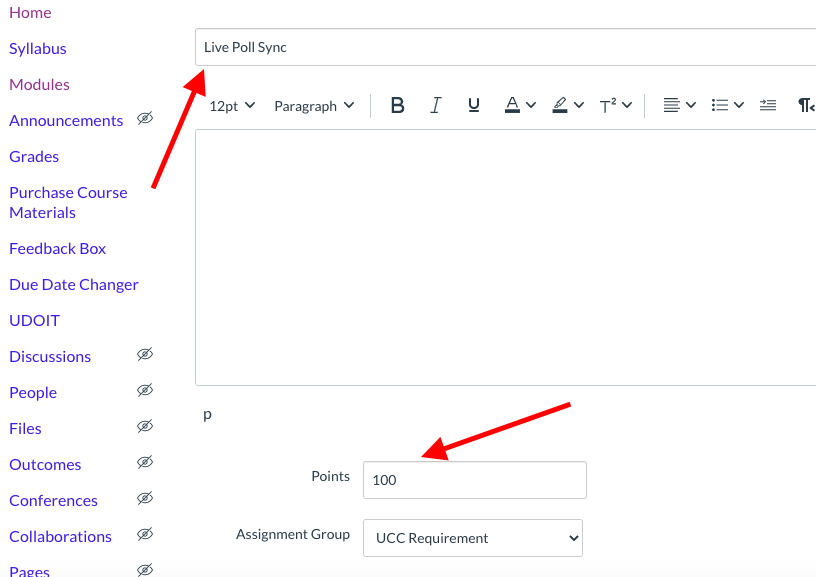 Home
Syllabus
Modules
Announcements
Grades
Purchase Course
Materials
Feedback Box
Due Date Changer
UDOIT
Discussions
People
Files
Outcomes
Conferences
Collaborations
Pages
Live Poll Sync
12pt Paragraph B I U A T²
p
Points 100
Assignment Group UCC Requirement